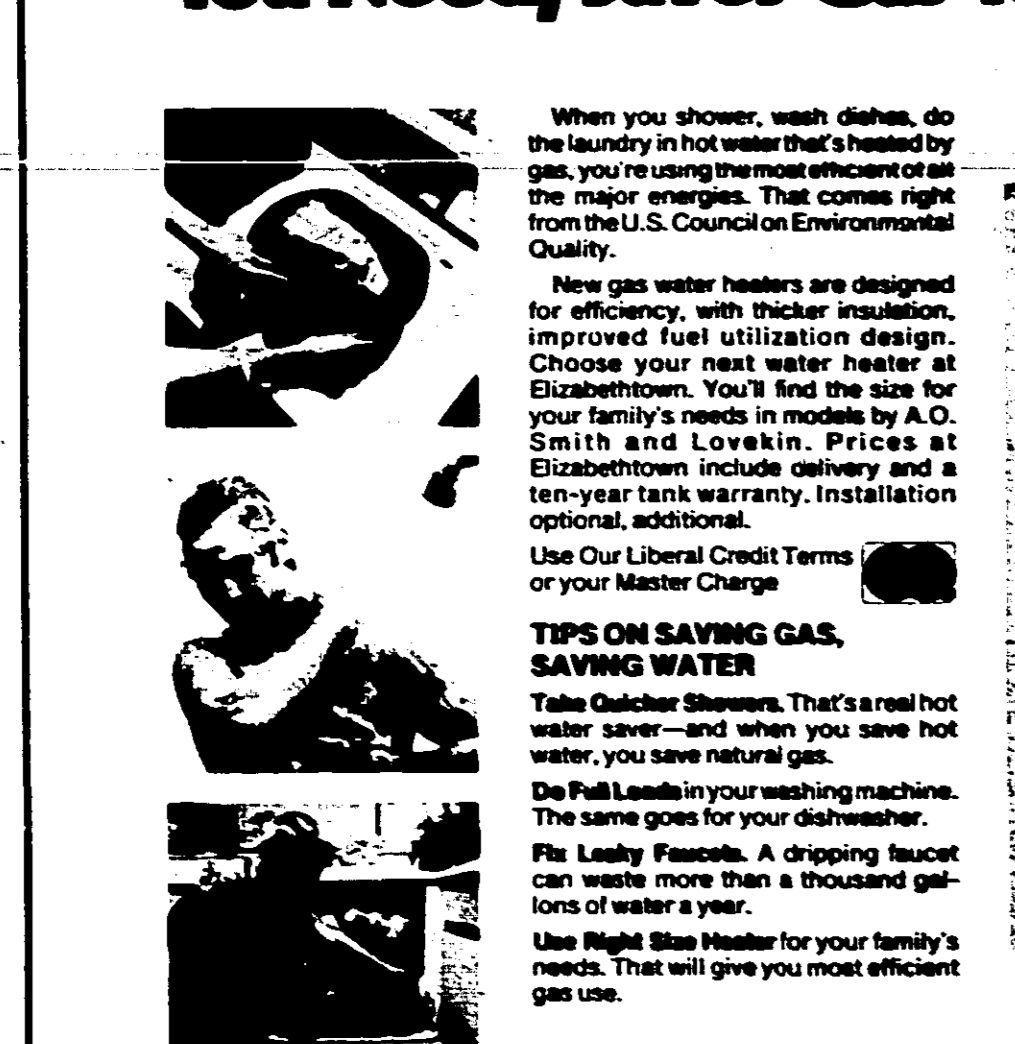 You Need, Saves Gas
When you shower, wash dishes, do
the laundry in hot water that's heated by
gas, you're using the most efficient of all
the major energies. That comes right
from the U.S. Council on Environmental
Quality.
New gas water heaters are designed
for efficiency, with thicker insulation,
improved fuel utilization design.
Choose your next water heater at
Elizabethtown. You'll find the size for
your family's needs in models by A.O.
Smith and Lovekin. Prices at
Elizabethtown include delivery and a
ten-year tank warranty. Installation
optional, additional.
Use Our Liberal Credit Terms
or your Master Charge
TIPS ON SAVING GAS,
SAVING WATER
Take Quicker Showers. That's a real hot
water saver—and when you save hot
water, you save natural gas.
Do Full Loads in your washing machine.
The same goes for your dishwasher.
Fix Leaky Faucets. A dripping faucet
can waste more than a thousand gal-
lons of water a year.
Use Right Size Heater for your family's
needs. That will give you most efficient
gas use.